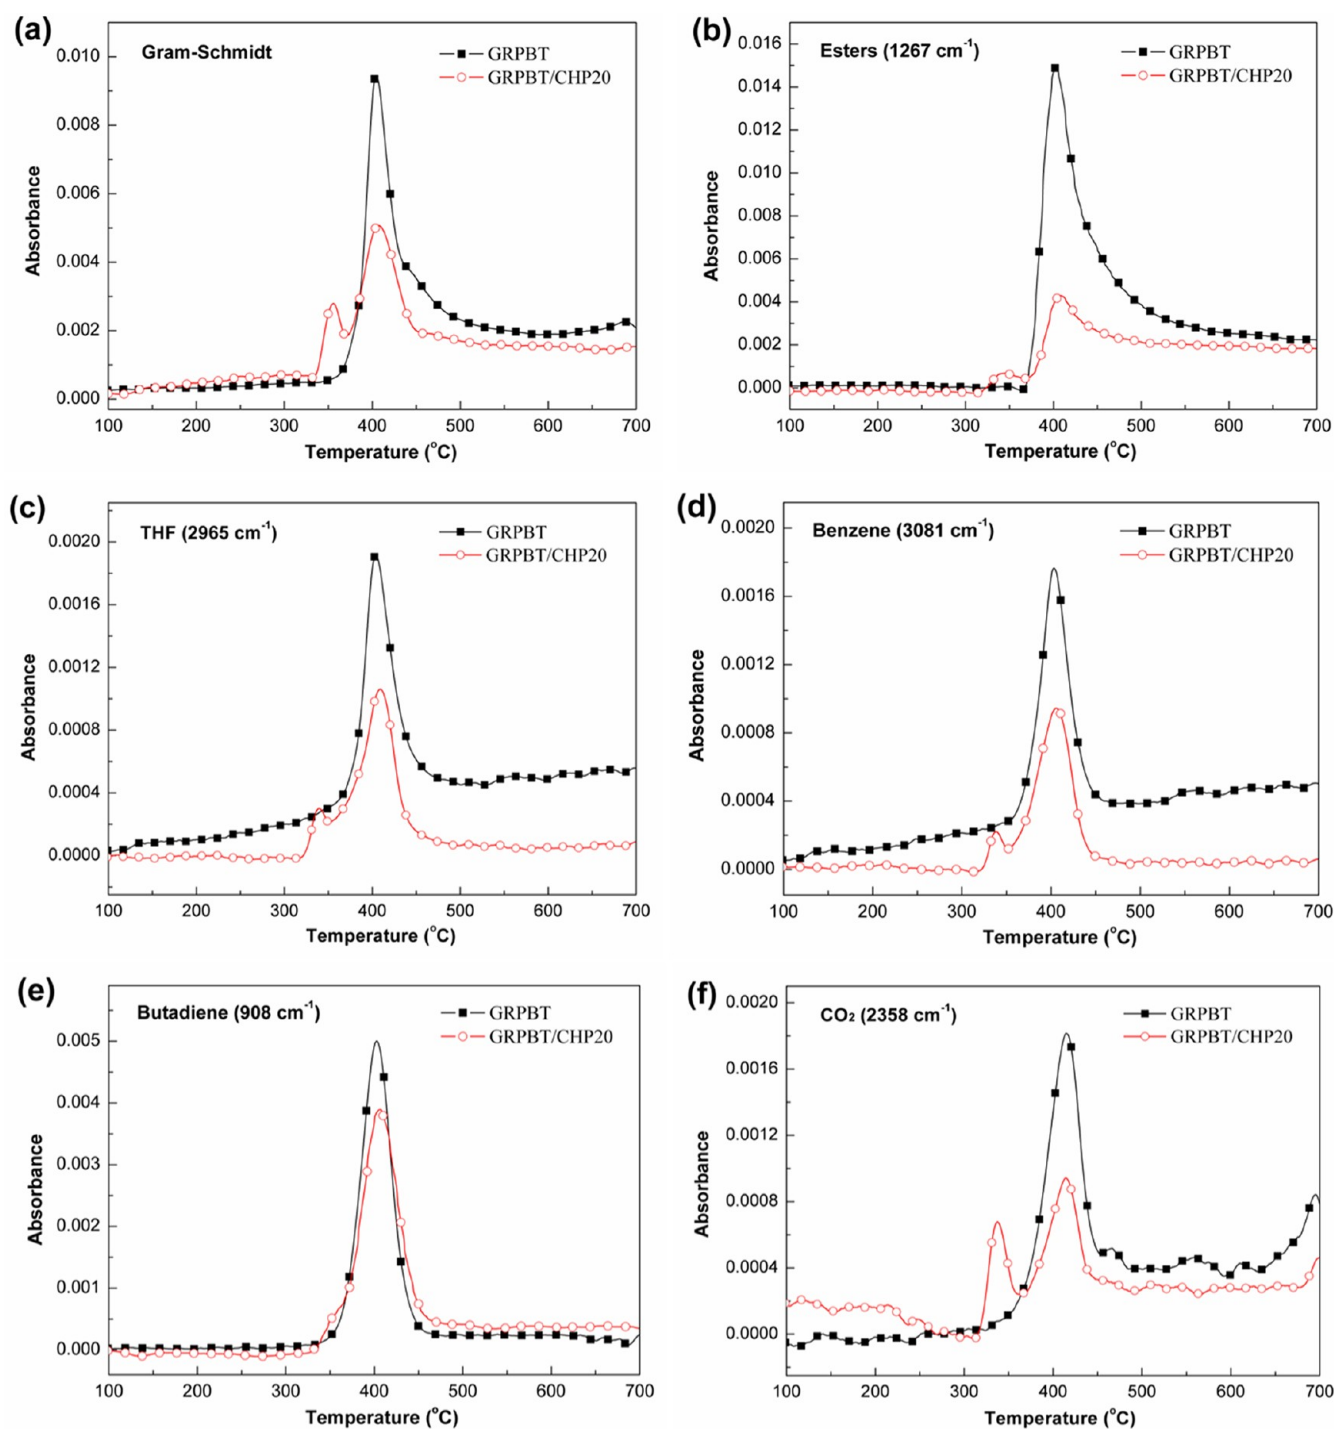 (a)
Gram-Schmidt
GRPBT
GRPBT/CHP20
0.010
0.008
0.006
0.004
0.002
0.000
Absorbance
100 200 300 400 500 600 700
Temperature (°C)
(b)
Esters (1267 cm⁻¹)
GRPBT
GRPBT/CHP20
0.016
0.014
0.012
0.010
0.008
0.006
0.004
0.002
0.000
Absorbance
100 200 300 400 500 600 700
Temperature (°C)
(c)
THF (2965 cm⁻¹)
GRPBT
GRPBT/CHP20
0.0020
0.0016
0.0012
0.0008
0.0004
0.0000
Absorbance
100 200 300 400 500 600 700
Temperature (°C)
(d)
Benzene (3081 cm⁻¹)
GRPBT
GRPBT/CHP20
0.0020
0.0016
0.0012
0.0008
0.0004
0.0000
Absorbance
100 200 300 400 500 600 700
Temperature (°C)
(e)
Butadiene (908 cm⁻¹)
GRPBT
GRPBT/CHP20
0.005
0.004
0.003
0.002
0.001
0.000
Absorbance
100 200 300 400 500 600 700
Temperature (°C)
(f)
CO₂ (2358 cm⁻¹)
GRPBT
GRPBT/CHP20
0.0020
0.0016
0.0012
0.0008
0.0004
0.0000
Absorbance
100 200 300 400 500 600 700
Temperature (°C)